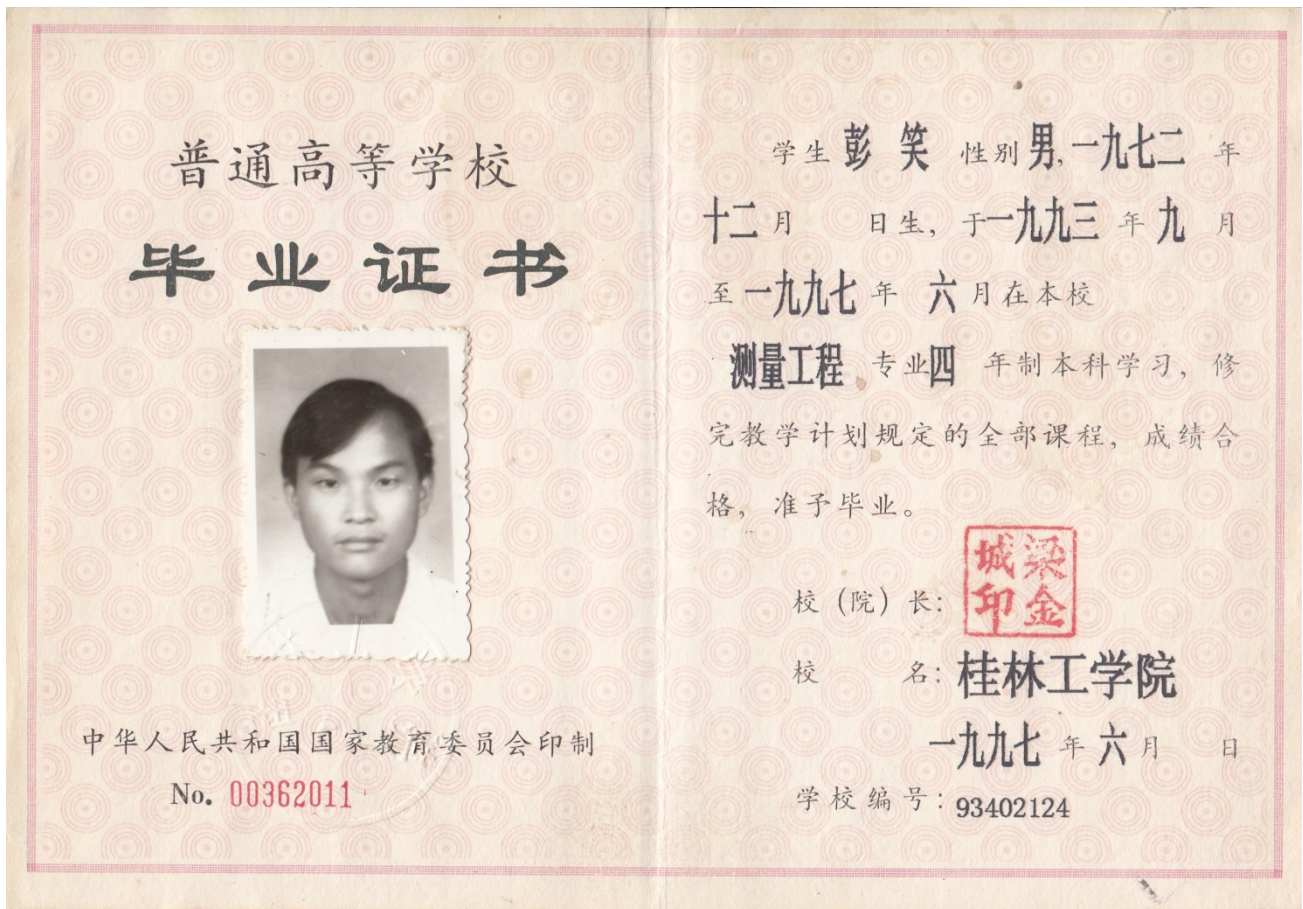 普通高等学校
毕业证书
中华人民共和国国家教育委员会印制
No. 00362011
学生 彭笑 性别 男, 一九七二 年
十二 月 日生, 于 一九九三 年 九 月
至 一九九七 年 六 月在本校
测量工程 专业 四 年制本科学习, 修
完教学计划规定的全部课程, 成绩合
格, 准予毕业。
校（院）长: 梁金城印
校 名: 桂林工学院
一九九七 年 六 月 日
学校编号: 93402124